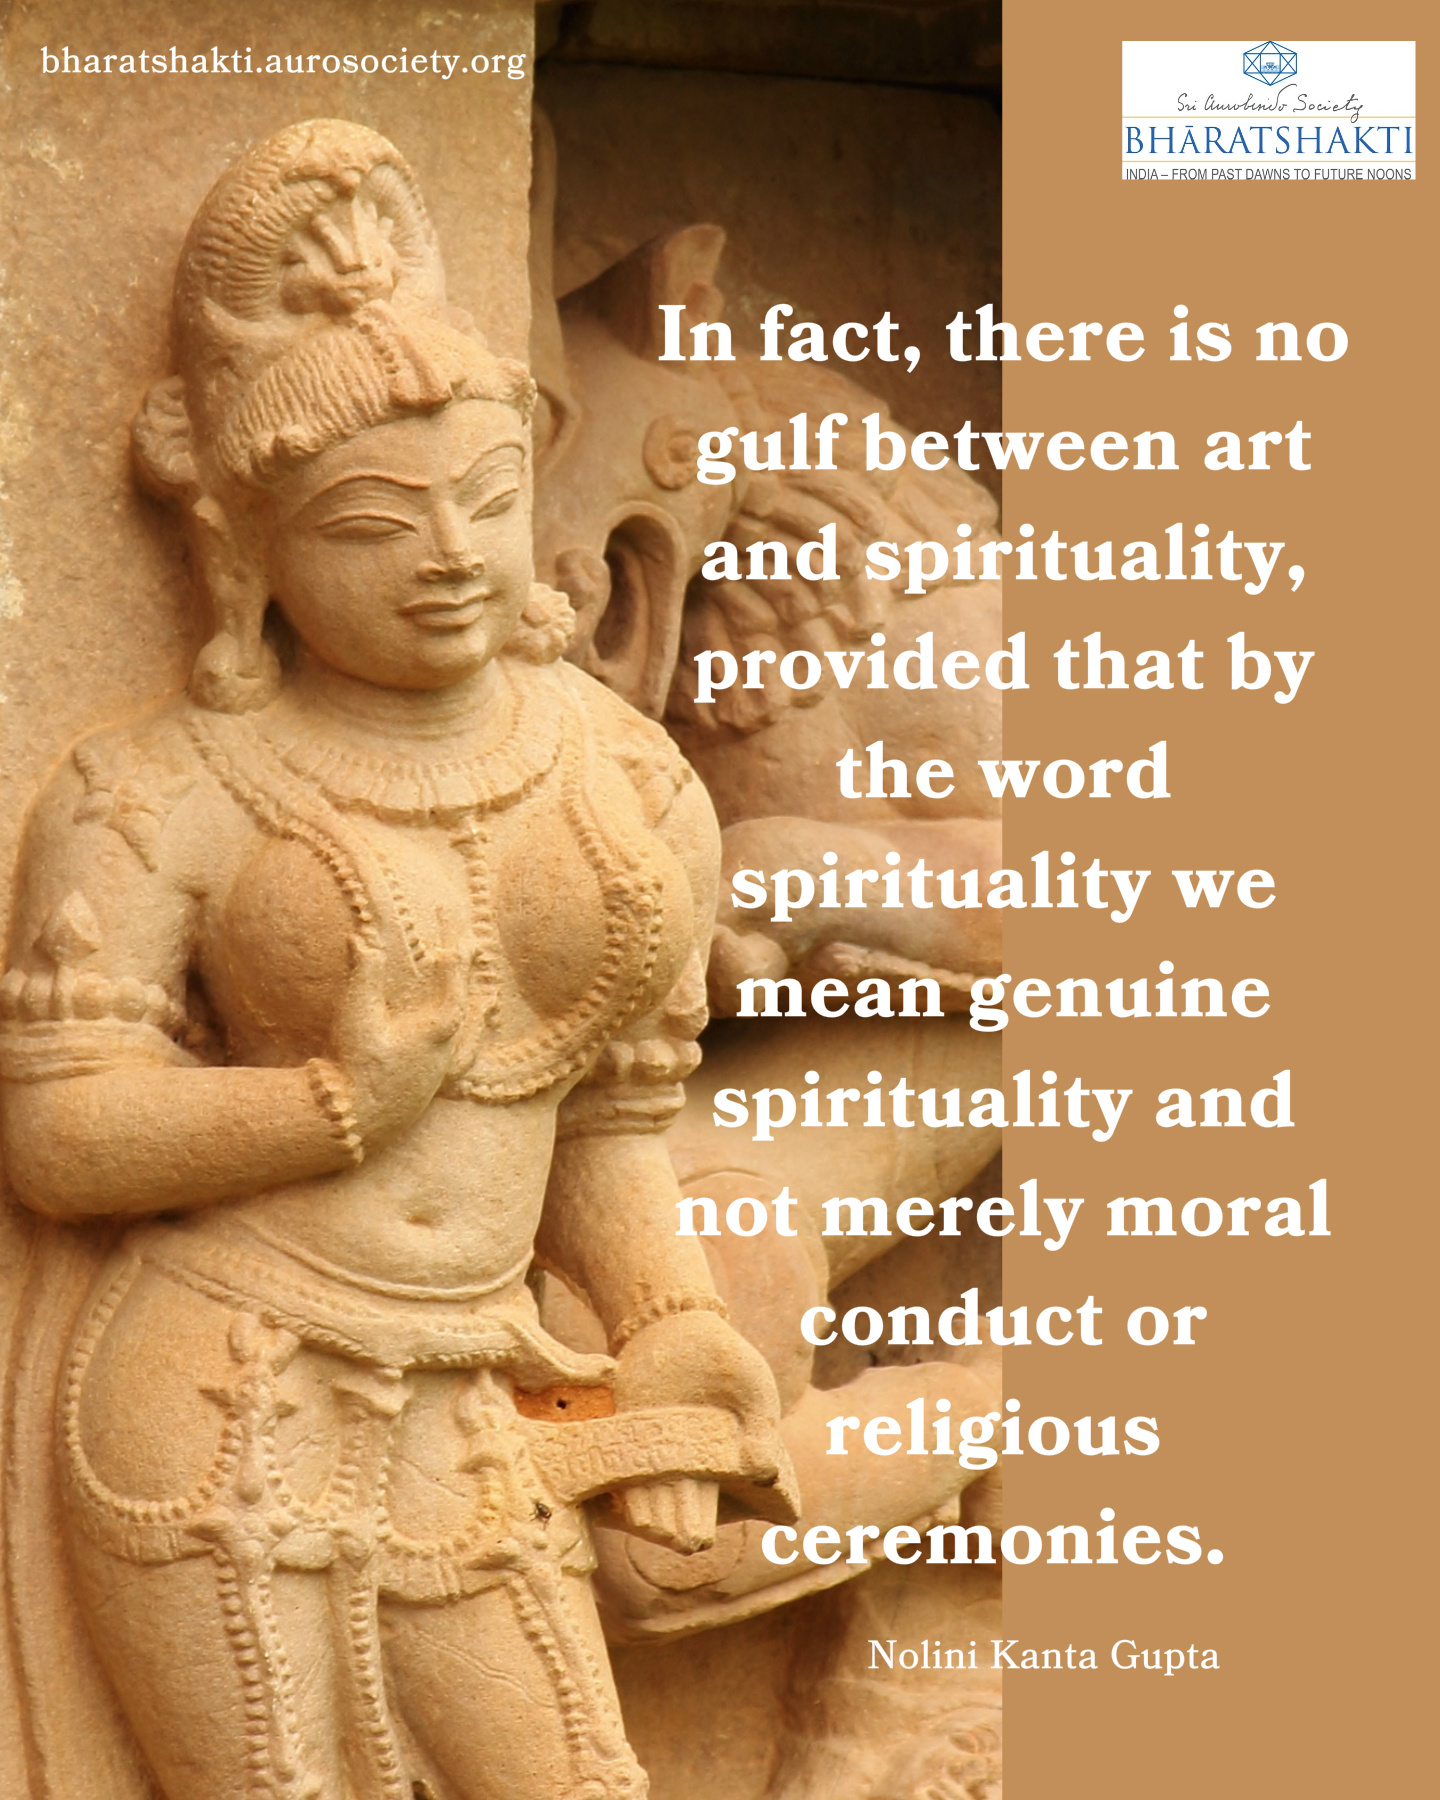 bharatshakti.aurosociety.org
Sri Aurobindo Society
BHĀRATSHAKTI
INDIA – FROM PAST DAWNS TO FUTURE NOONS
In fact, there is no
gulf between art
and spirituality,
provided that by
the word
spirituality we
mean genuine
spirituality and
not merely moral
conduct or
religious
ceremonies.
Nolini Kanta Gupta